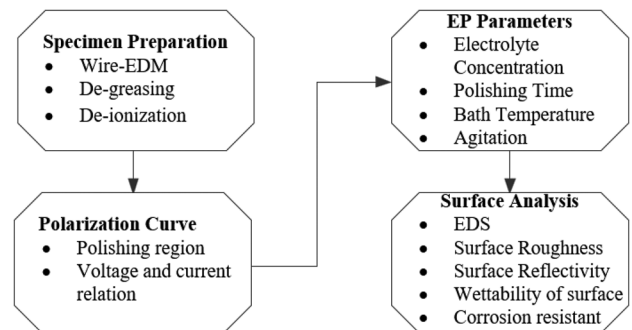 Specimen Preparation
● Wire-EDM
● De-greasing
● De-ionization
Polarization Curve
● Polishing region
● Voltage and current
relation
EP Parameters
● Electrolyte
Concentration
● Polishing Time
● Bath Temperature
● Agitation
Surface Analysis
● EDS
● Surface Roughness
● Surface Reflectivity
● Wettability of surface
● Corrosion resistant